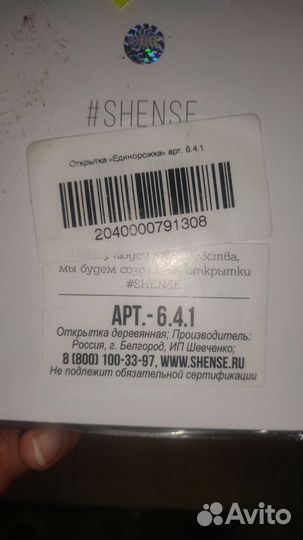 SHENSE
#SHENSE
Открытка «Единорожка» арт. 6.4.1
2040000791308
мы будем открытки
#SHENSE
АРТ.- 6.4.1
Открытка деревянная; Производитель:
Россия, г. Белгород, ИП Шевченко;
8 (800) 100-33-97, WWW.SHENSE.RU
Не подлежит обязательной сертификации
Avito